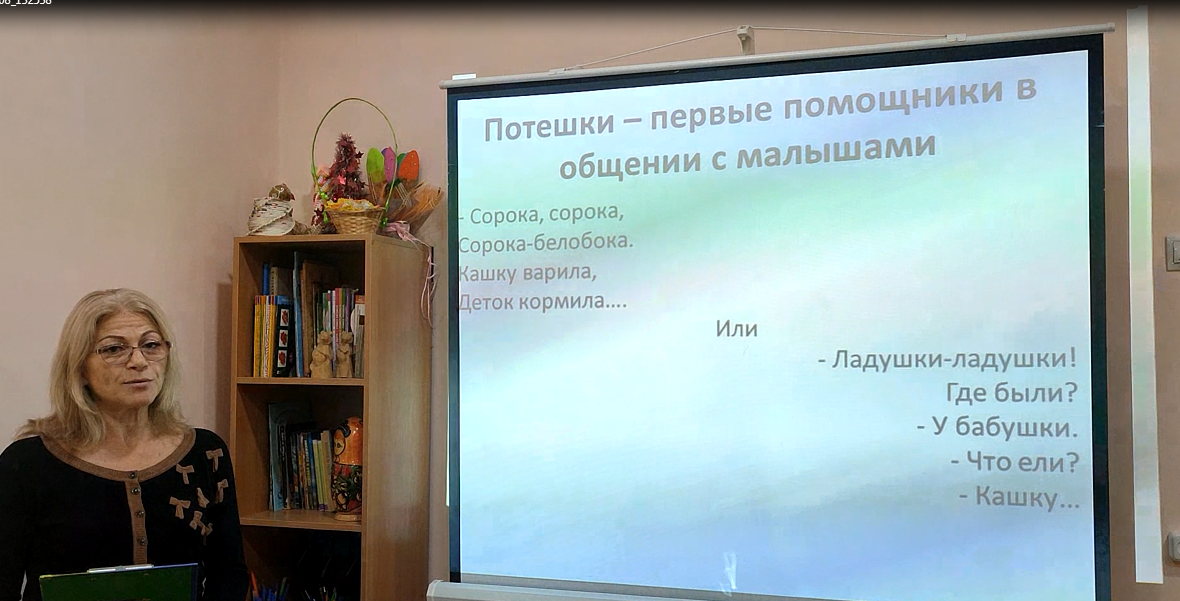 Потешки – первые помощники в
общении с малышами
- Сорока, сорока,
Сорока-белобока.
Кашку варила,
Деток кормила....
Или
- Ладушки-ладушки!
Где были?
- У бабушки.
- Что ели?
- Кашку...